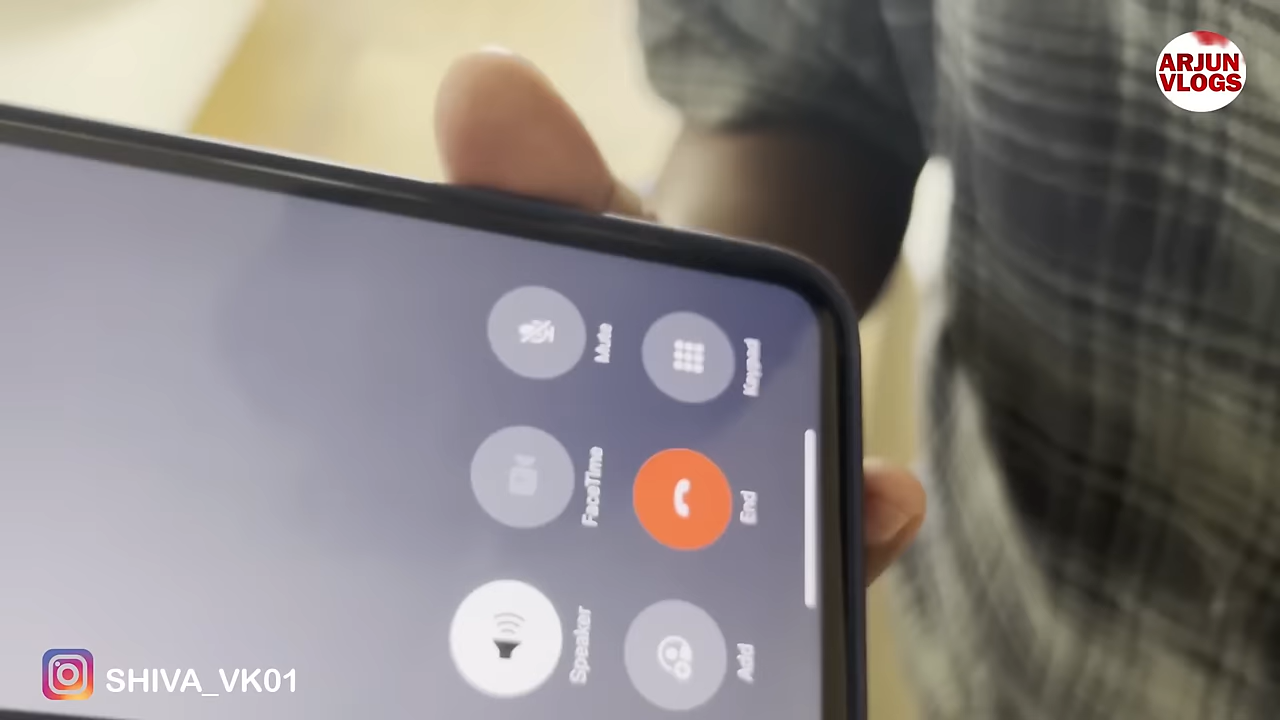 ARJUN
VLOGS
Speaker
FaceTime
Mute
Add
End
Keypad
SHIVA_VK01